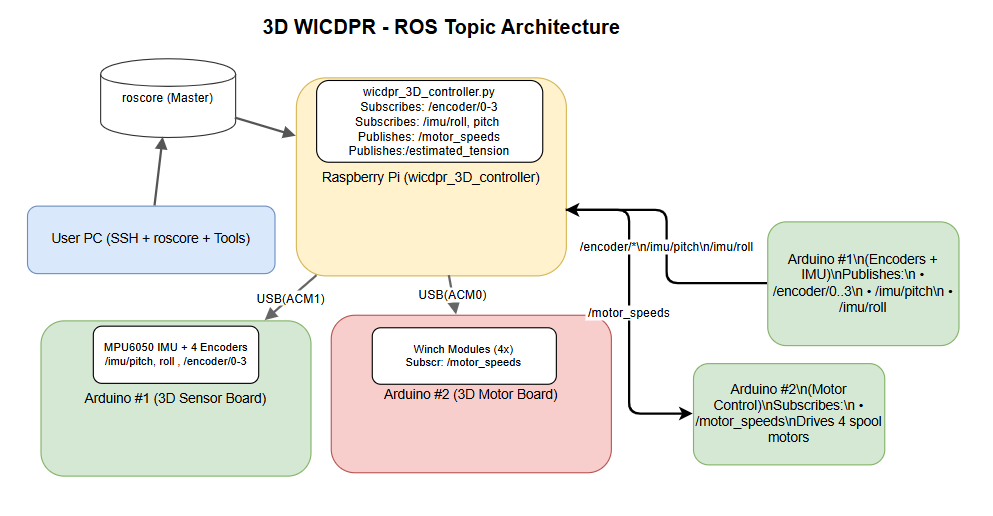 3D WICDPR - ROS Topic Architecture
roscore (Master)
wicdpr_3D_controller.py
Subscribes: /encoder/0-3
Subscribes: /imu/roll, pitch
Publishes: /motor_speeds
Publishes:/estimated_tension
Raspberry Pi (wicdpr_3D_controller)
User PC (SSH + roscore + Tools)
/encoder/*\n/imu/pitch\n/imu/roll
Arduino #1\n(Encoders +
IMU)\nPublishes:\n •
/encoder/0..3\n • /imu/pitch\n •
/imu/roll
USB(ACM1)
USB(ACM0)
/motor_speeds
MPU6050 IMU + 4 Encoders
/imu/pitch, roll , /encoder/0-3
Arduino #1 (3D Sensor Board)
Winch Modules (4x)
Subscr: /motor_speeds
Arduino #2 (3D Motor Board)
Arduino #2\n(Motor
Control)\nSubscribes:\n •
/motor_speeds\nDrives 4 spool
motors